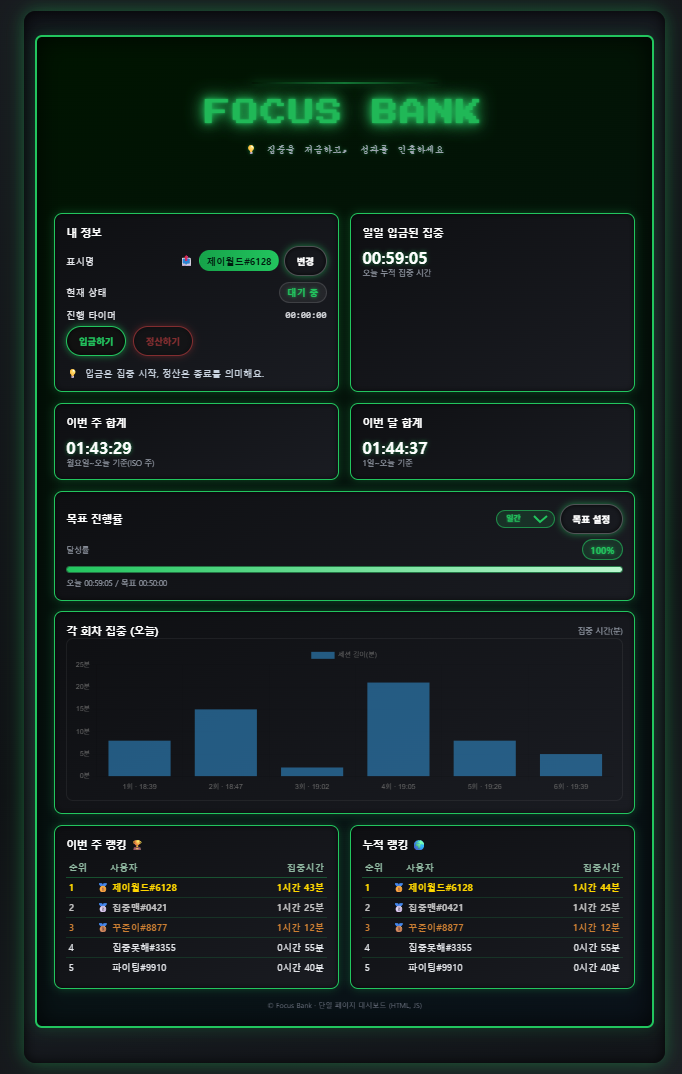 FOCUS BANK
집중을 저금하고, 성과를 인출하세요
내 정보
표시명 제이월드#6128 변경
현재 상태 대기 중
진행 타이머 00:00:00
입금하기 정산하기
입금은 집중 시작, 정산은 종료를 의미해요.
일일 입금된 집중
00:59:05
오늘 누적 집중 시간
이번 주 합계
01:43:29
월요일~오늘 기준(ISO 주)
이번 달 합계
01:44:37
1일~오늘 기준
목표 진행률 월간 목표 설정
달성률 100%
오늘 00:59:05 / 목표 00:50:00
각 회차 집중 (오늘) 집중 시간(분)
세션 길이(분)
25분
20분
15분
10분
5분
0분
1회 · 18:39 2회 · 18:47 3회 · 19:02 4회 · 19:05 5회 · 19:26 6회 · 19:39
이번 주 랭킹
순위 사용자 집중시간
1 제이월드#6128 1시간 43분
2 집중맨#0421 1시간 25분
3 꾸준이#8877 1시간 12분
4 집중못해#3355 0시간 55분
5 파이팅#9910 0시간 40분
누적 랭킹
순위 사용자 집중시간
1 제이월드#6128 1시간 44분
2 집중맨#0421 1시간 25분
3 꾸준이#8877 1시간 12분
4 집중못해#3355 0시간 55분
5 파이팅#9910 0시간 40분
© Focus Bank · 단일 페이지 대시보드 (HTML, JS)